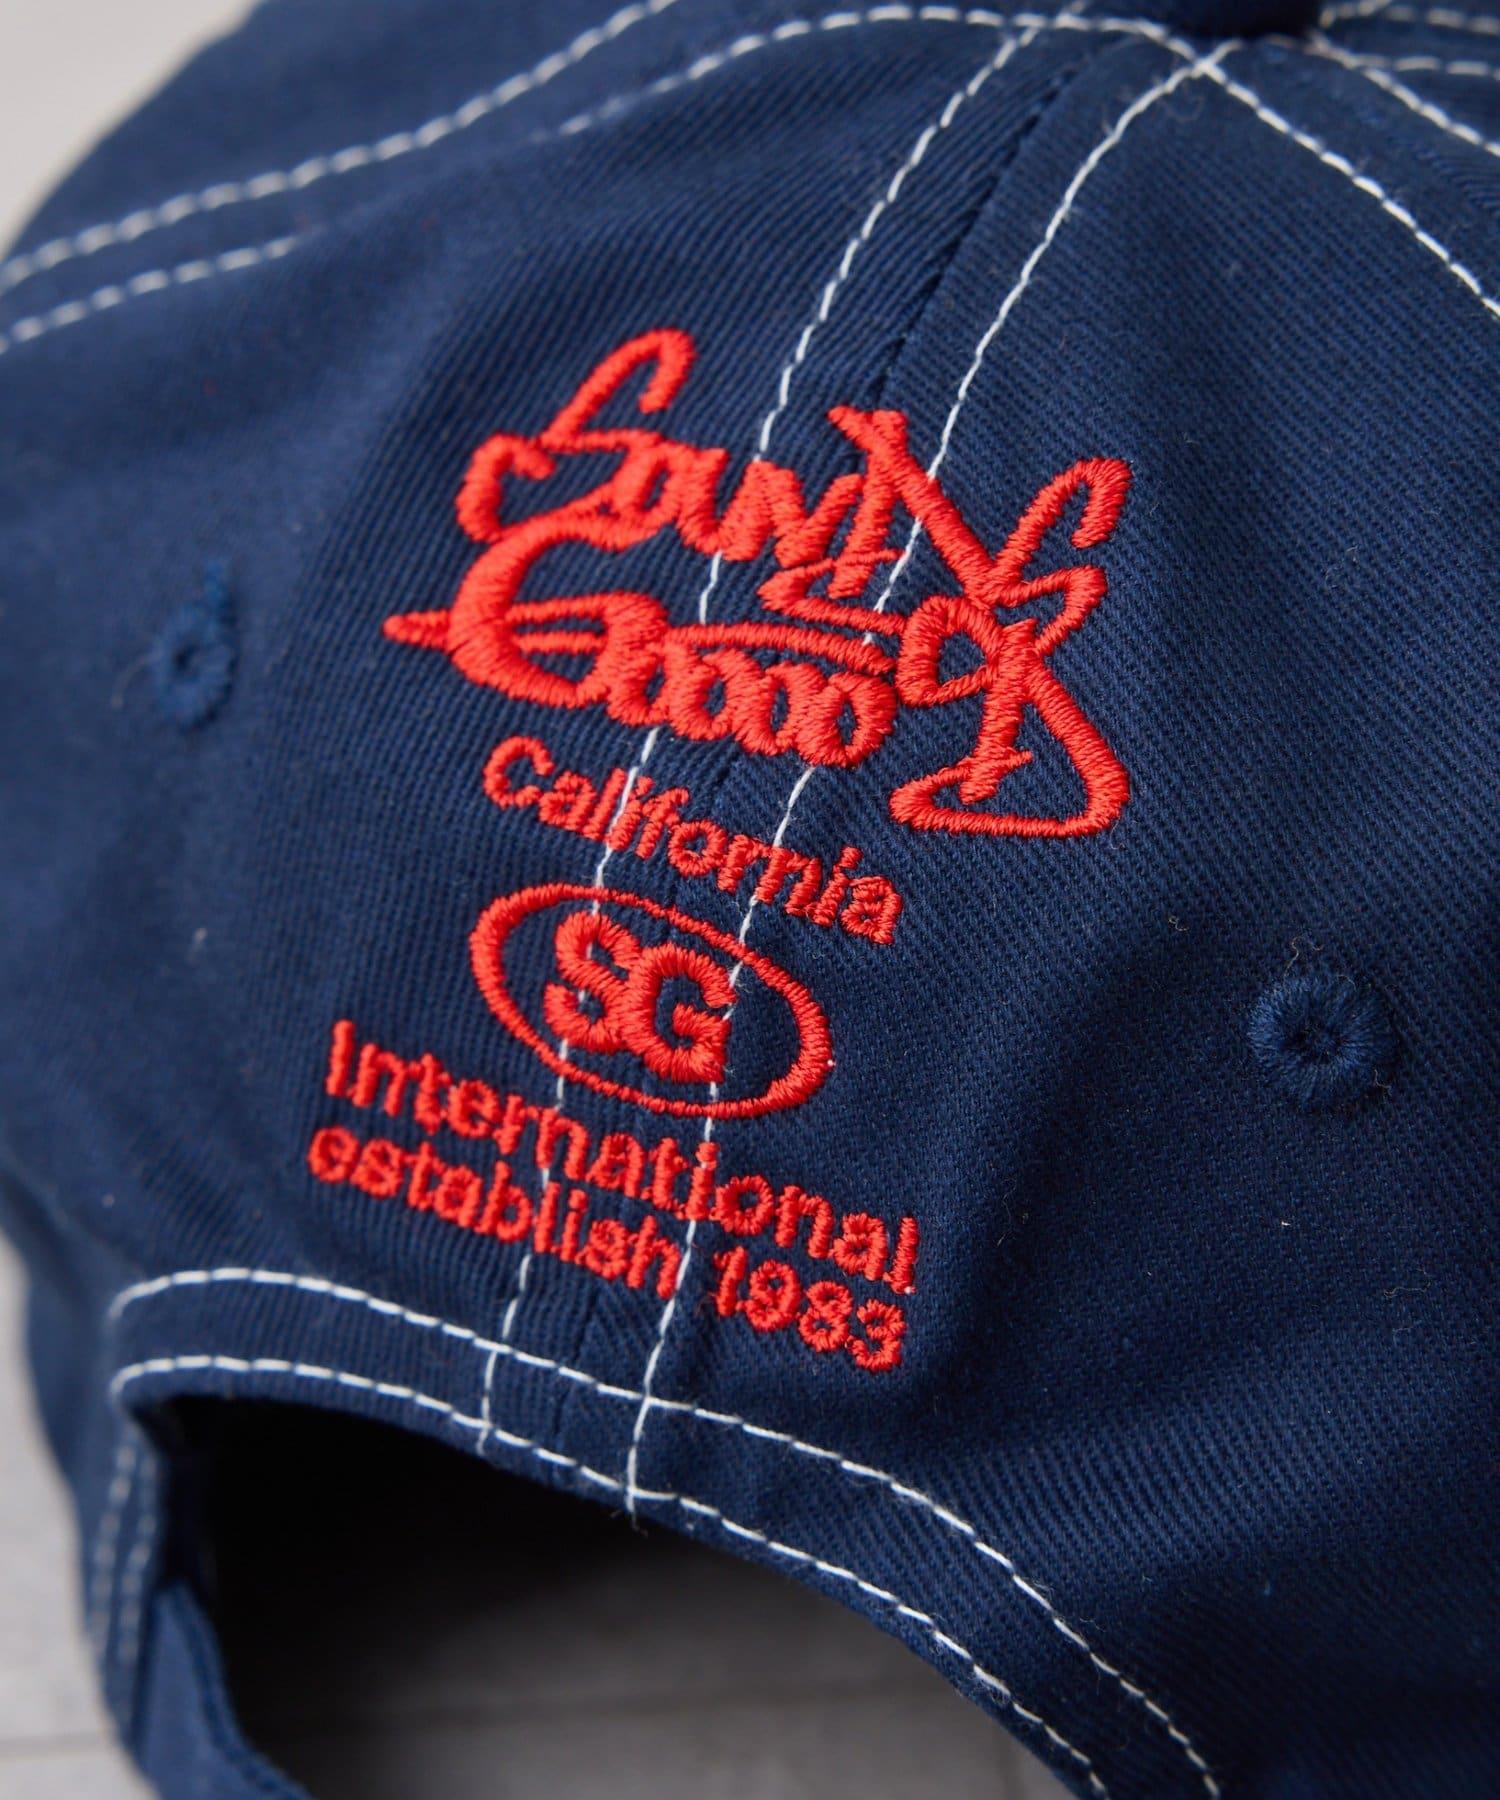 California
SG
International
establish 1983